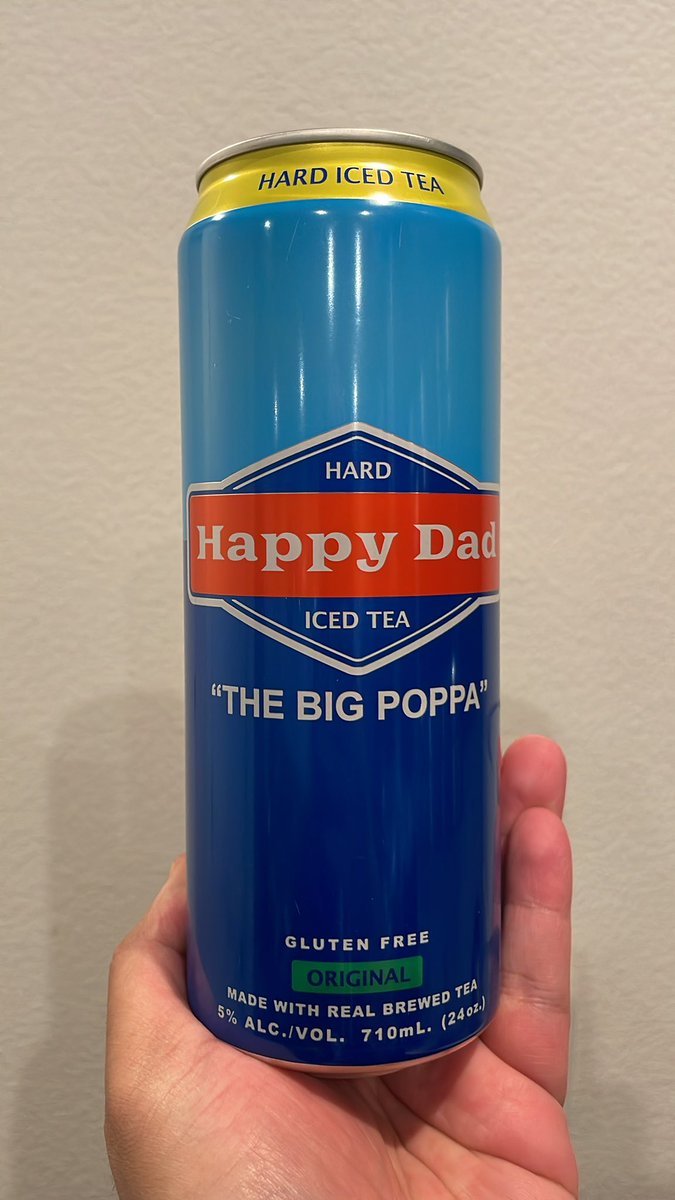 HARD ICED TEA
HARD
Happy Dad
ICED TEA
“THE BIG POPPA”
GLUTEN FREE
ORIGINAL
MADE WITH REAL BREWED TEA
5% ALC./VOL. 710mL. (24oz.)